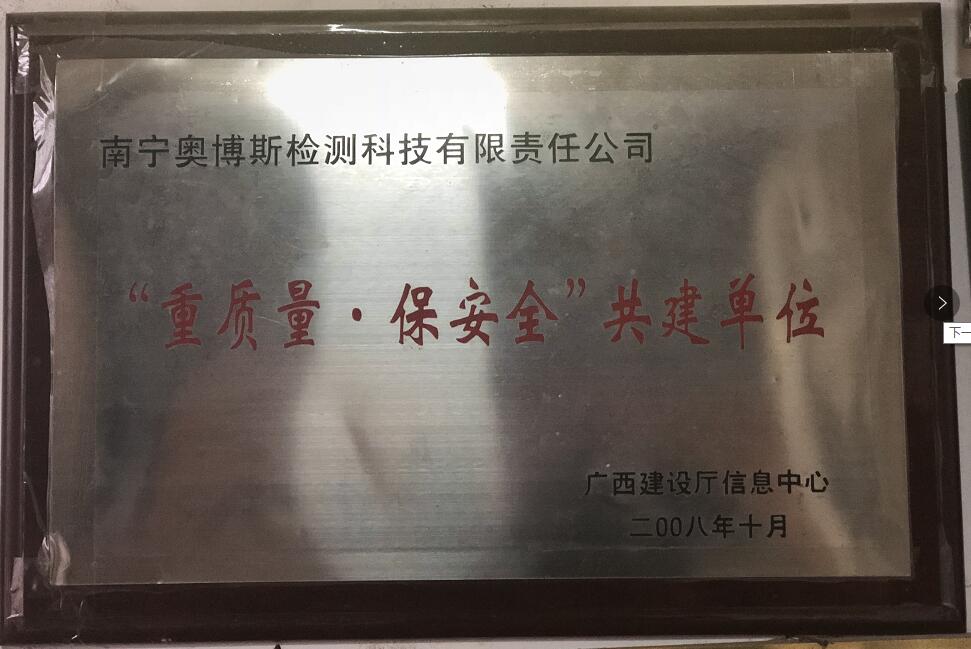 南宁奥博斯检测科技有限责任公司
“重质量·保安全”共建单位
广西建设厅信息中心
二00八年十月
下一